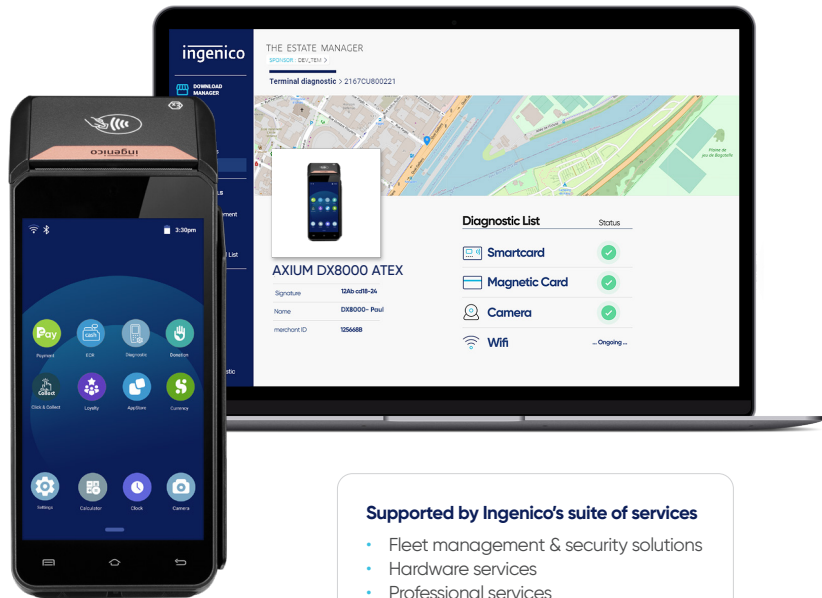 ingenico
THE ESTATE MANAGER
SPONSOR : DEV_TEM >
Terminal diagnostic > 2167CU800221
DOWNLOAD
MANAGER
ingenico
3:30pm
Pay
cash
Payment
ECR
Diagnostic
Donation
Collect
Click & Collect
Loyalty
AppStore
Currency
Settings
Calculator
Clock
Camera
List
AXIUM DX8000 ATEX
Signature 12Ab cd18-24
Name DX8000- Paul
merchant ID 125668B
Diagnostic List Status
Smartcard
Magnetic Card
Camera
Wifi ... Ongoing ...
Supported by Ingenico's suite of services
• Fleet management & security solutions
• Hardware services
• Professional services